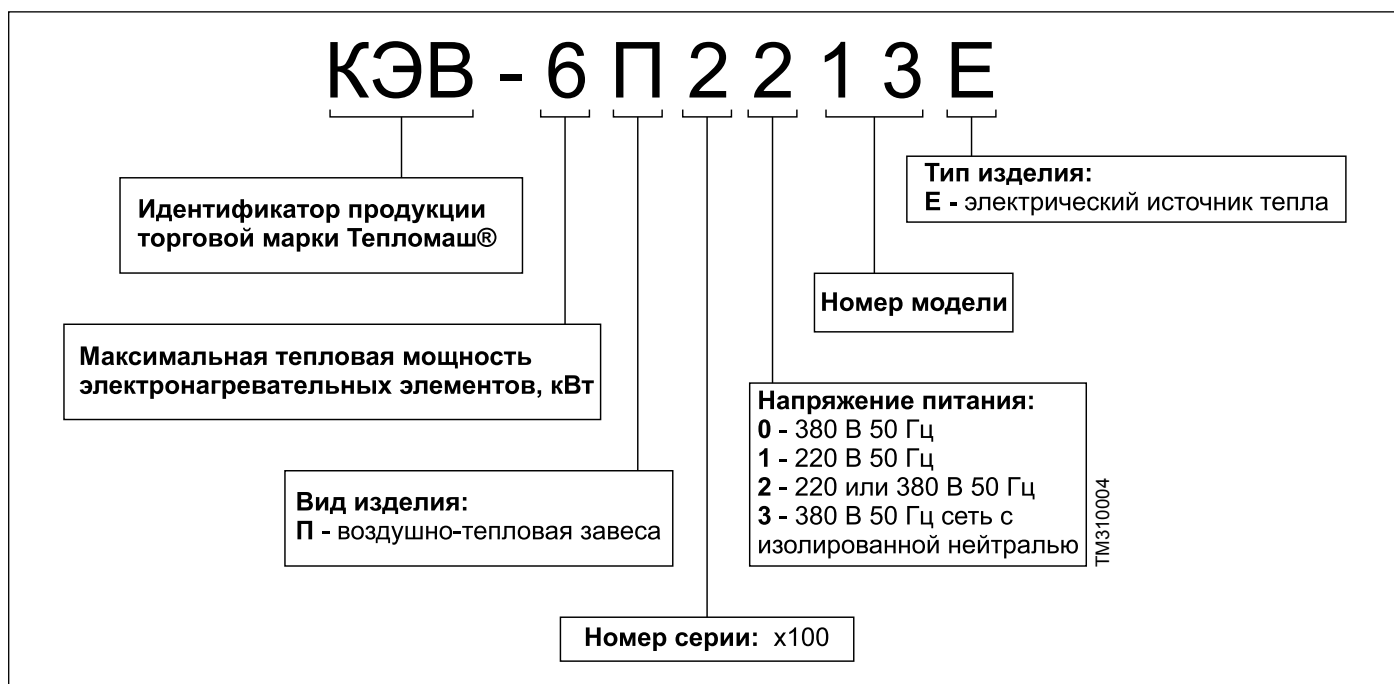 КЭВ - 6 П 2 2 1 3 Е
Тип изделия:
Е - электрический источник тепла
Идентификатор продукции
торговой марки Тепломаш®
Номер модели
Максимальная тепловая мощность
электронагревательных элементов, кВт
Напряжение питания:
0 - 380 В 50 Гц
1 - 220 В 50 Гц
2 - 220 или 380 В 50 Гц
3 - 380 В 50 Гц сеть с
изолированной нейтралью
Вид изделия:
П - воздушно-тепловая завеса
ТМ310004
Номер серии: х100